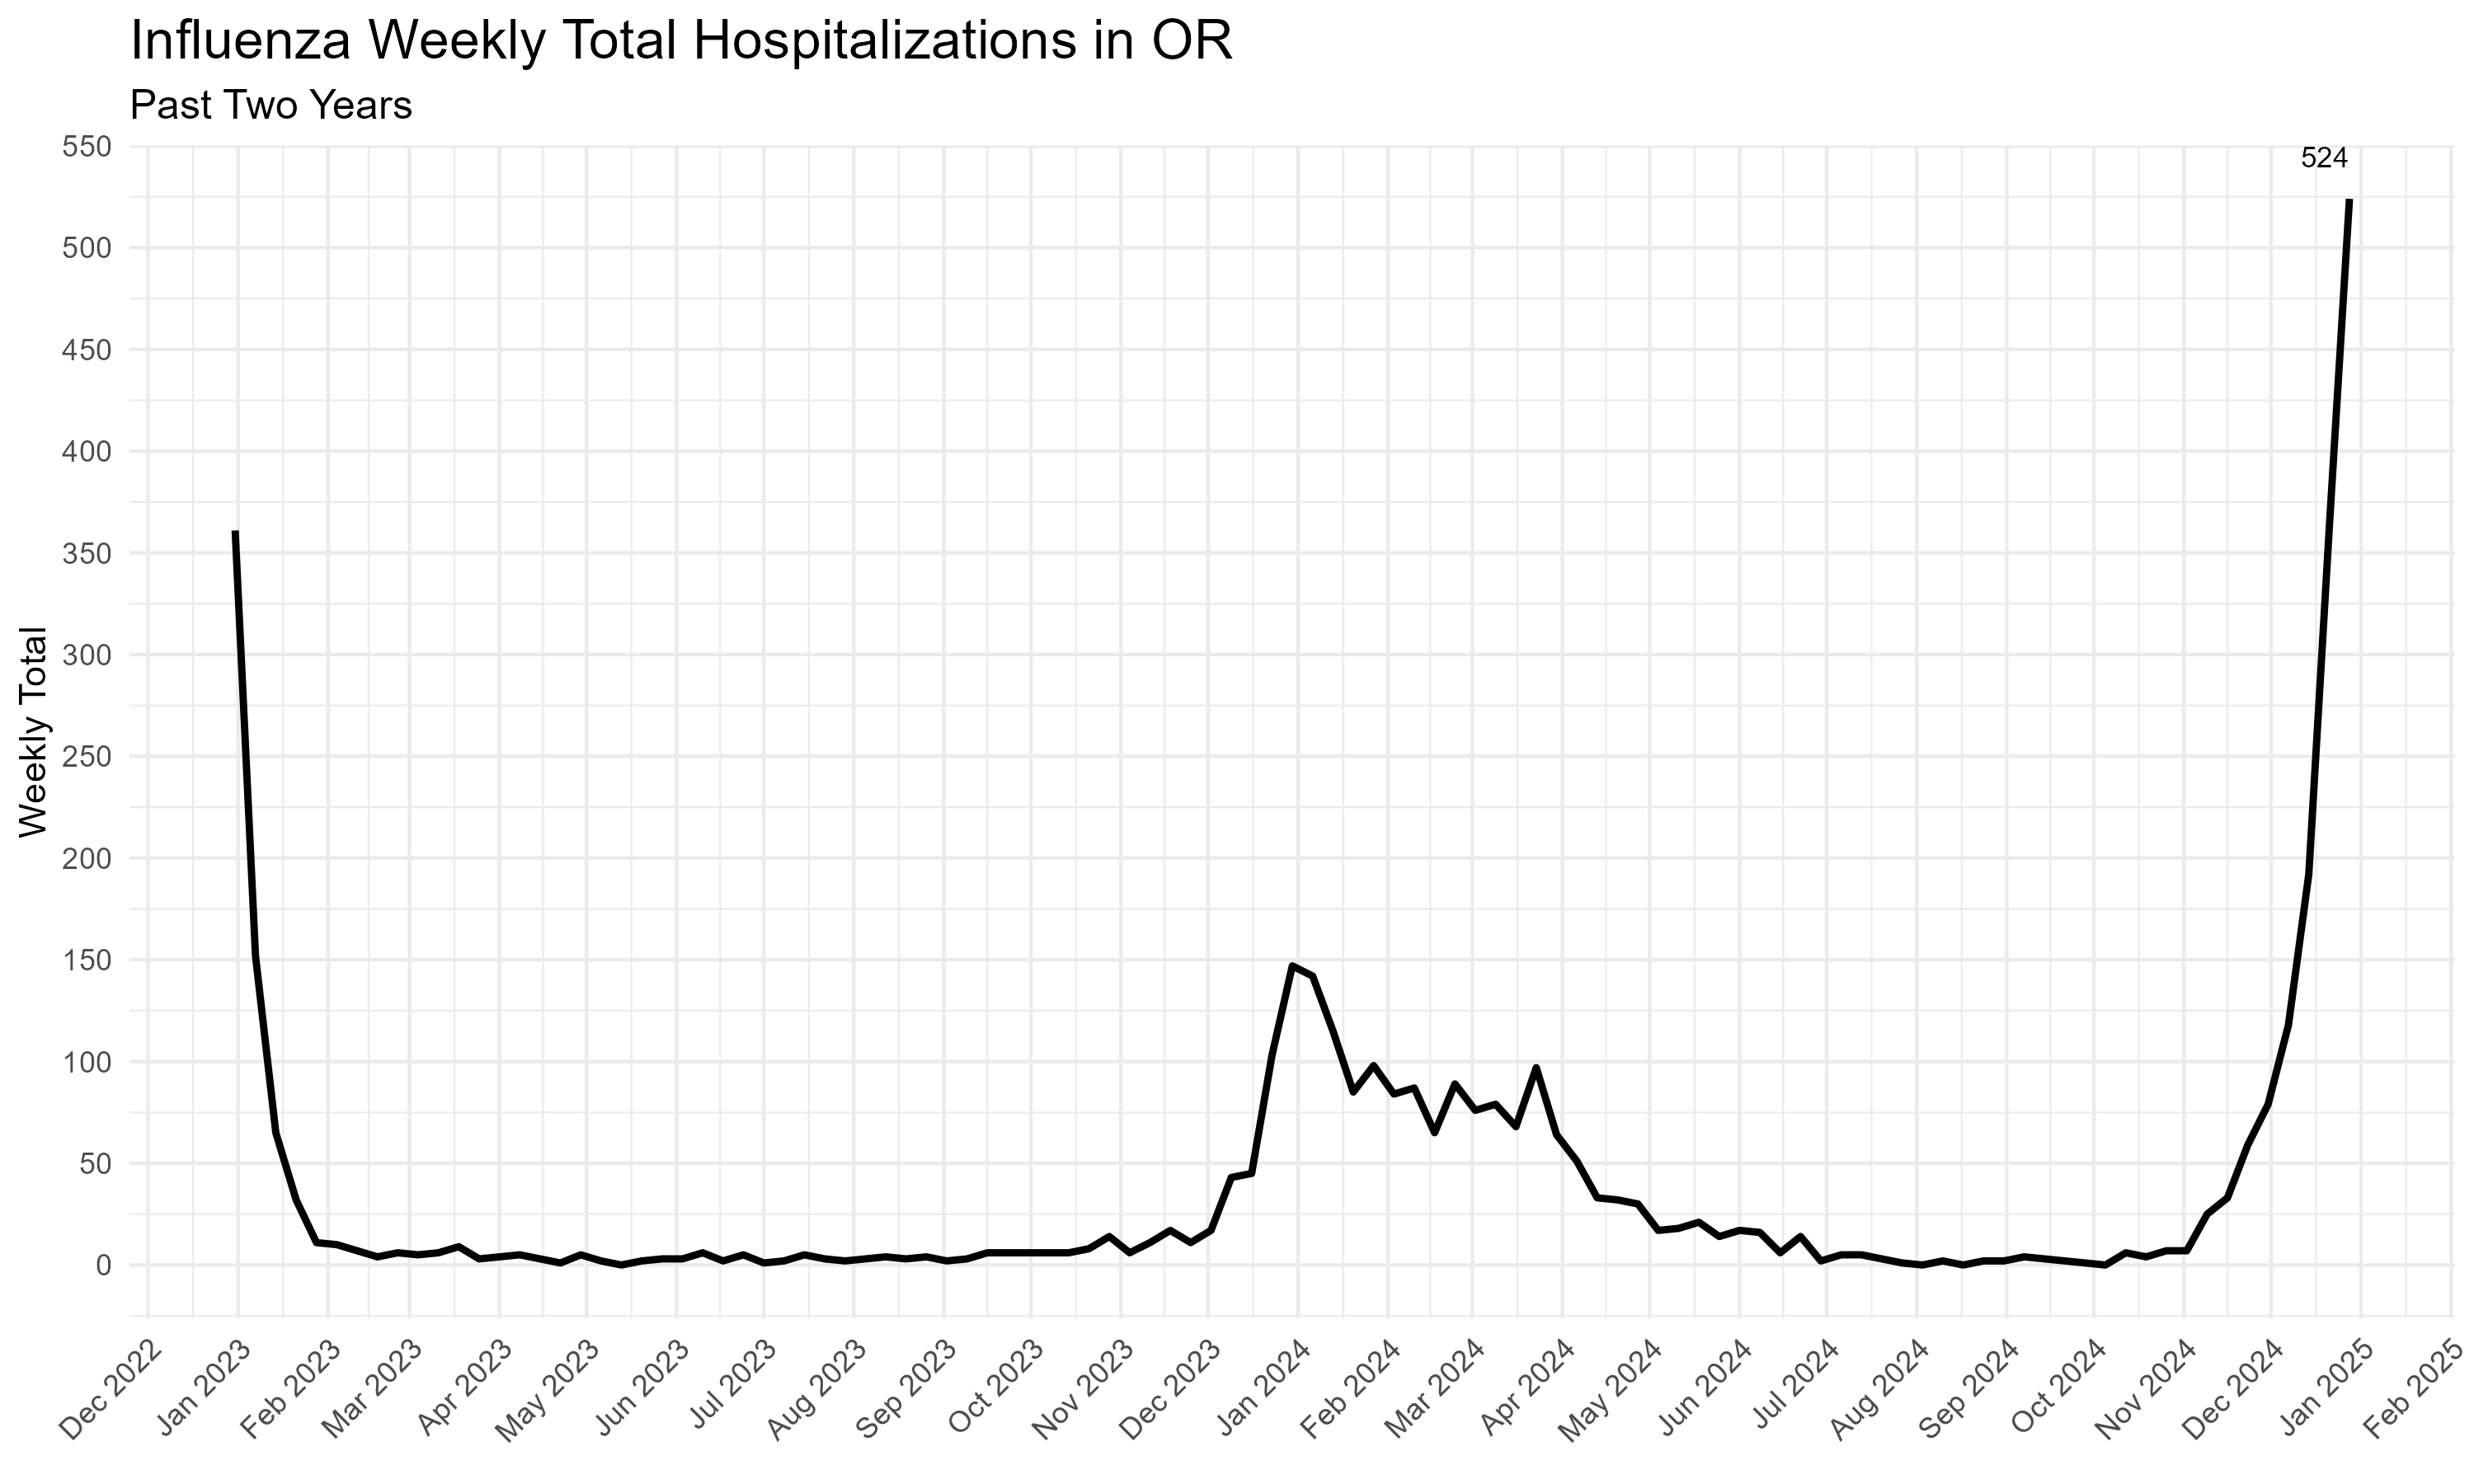 Influenza Weekly Total Hospitalizations in OR
Past Two Years
550
524
500
450
400
350
300
250
200
150
100
50
0
Weekly Total
Dec 2022
Jan 2023
Feb 2023
Mar 2023
Apr 2023
May 2023
Jun 2023
Jul 2023
Aug 2023
Sep 2023
Oct 2023
Nov 2023
Dec 2023
Jan 2024
Feb 2024
Mar 2024
Apr 2024
May 2024
Jun 2024
Jul 2024
Aug 2024
Sep 2024
Oct 2024
Nov 2024
Dec 2024
Jan 2025
Feb 2025